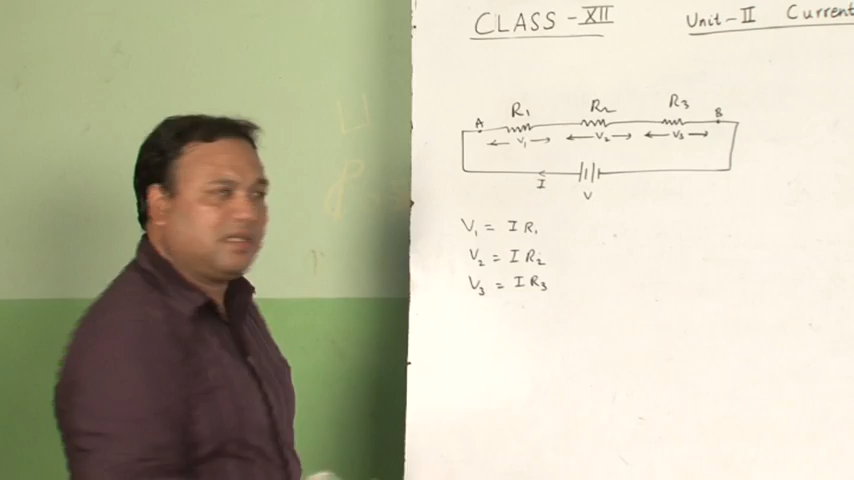 CLASS-XII
Unit-II Current
R₁ R₂ R₃
A B
V₁ V₂ V₃
I
V
V₁ = I R₁
V₂ = I R₂
V₃ = I R₃